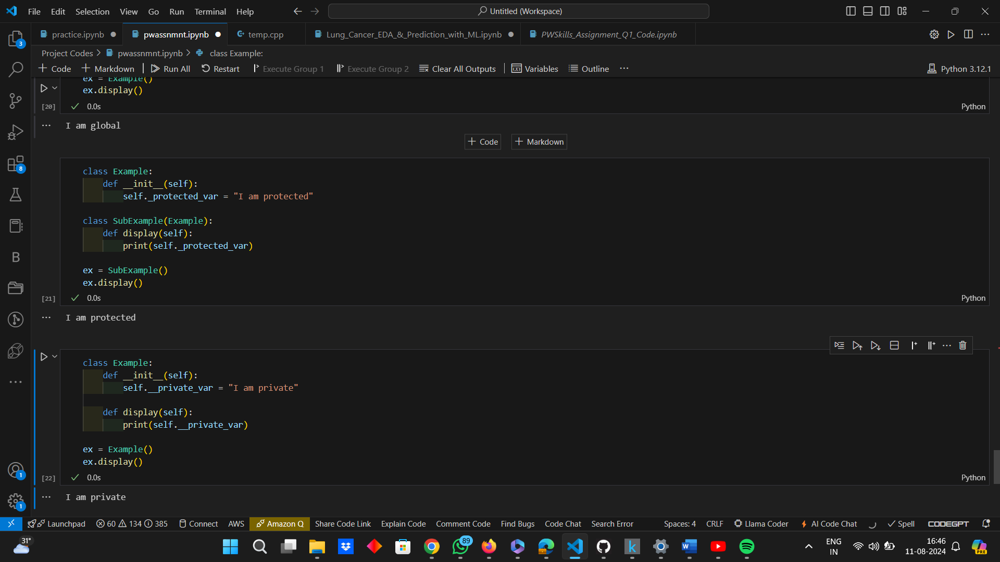 File Edit Selection View Go Run Terminal Help Untitled (Workspace)
practice.ipynb pwassnmnt.ipynb temp.cpp Lung_Cancer_EDA_&_Prediction_with_ML.ipynb PWSkills_Assignment_Q1_Code.ipynb
Project Codes > pwassnmnt.ipynb > class Example:
+ Code + Markdown | Run All Restart Execute Group 1 Execute Group 2 Clear All Outputs | Variables Outline ... Python 3.12.1
ex = Example()
ex.display()
[20] 0.0s Python
... I am global
+ Code + Markdown
class Example:
def __init__(self):
self._protected_var = "I am protected"
class SubExample(Example):
def display(self):
print(self._protected_var)
ex = SubExample()
ex.display()
[21] 0.0s Python
... I am protected
class Example:
def __init__(self):
self.__private_var = "I am private"
def display(self):
print(self.__private_var)
ex = Example()
ex.display()
[22] 0.0s Python
... I am private
3
8
B
1
1
Launchpad 60 134 385 Connect AWS Amazon Q Share Code Link Explain Code Comment Code Find Bugs Code Chat Search Error Spaces: 4 CRLF Llama Coder AI Code Chat Spell CODEGPT
31° 89 k W ENG 16:46
IN 11-08-2024 PRE